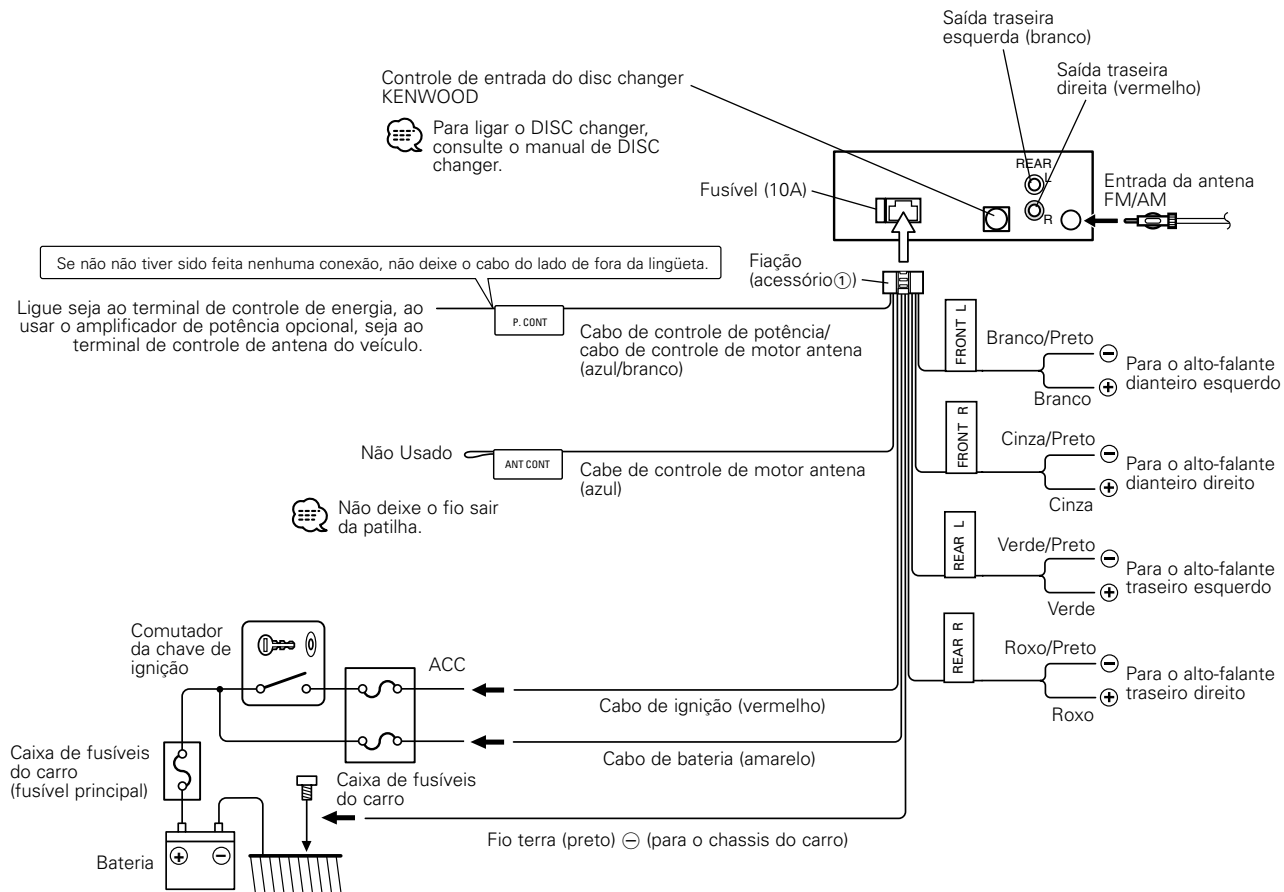 Saída traseira
esquerda (branco)
Saída traseira
direita (vermelho)
Controle de entrada do disc changer
KENWOOD
Para ligar o DISC changer,
consulte o manual de DISC
changer.
REAR
L
R
Fusível (10A)
Entrada da antena
FM/AM
Se não não tiver sido feita nenhuma conexão, não deixe o cabo do lado de fora da lingüeta.
Fiação
(acessório①)
Ligue seja ao terminal de controle de energia, ao
usar o amplificador de potência opcional, seja ao
terminal de controle de antena do veículo.
P. CONT
Cabo de controle de potência/
cabo de controle de motor antena
(azul/branco)
FRONT L
Branco/Preto
⊖
Para o alto-falante
dianteiro esquerdo
Branco
⊕
Não Usado
ANT CONT
Cabe de controle de motor antena
(azul)
Não deixe o fio sair
da patilha.
FRONT R
Cinza/Preto
⊖
Para o alto-falante
dianteiro direito
Cinza
⊕
REAR L
Verde/Preto
⊖
Para o alto-falante
traseiro esquerdo
Verde
⊕
REAR R
Roxo/Preto
⊖
Para o alto-falante
traseiro direito
Roxo
⊕
Comutador
da chave de
ignição
ACC
Cabo de ignição (vermelho)
Cabo de bateria (amarelo)
Caixa de fusíveis
do carro
(fusível principal)
Caixa de fusíveis
do carro
Fio terra (preto) ⊖ (para o chassis do carro)
Bateria
⊕ ⊖